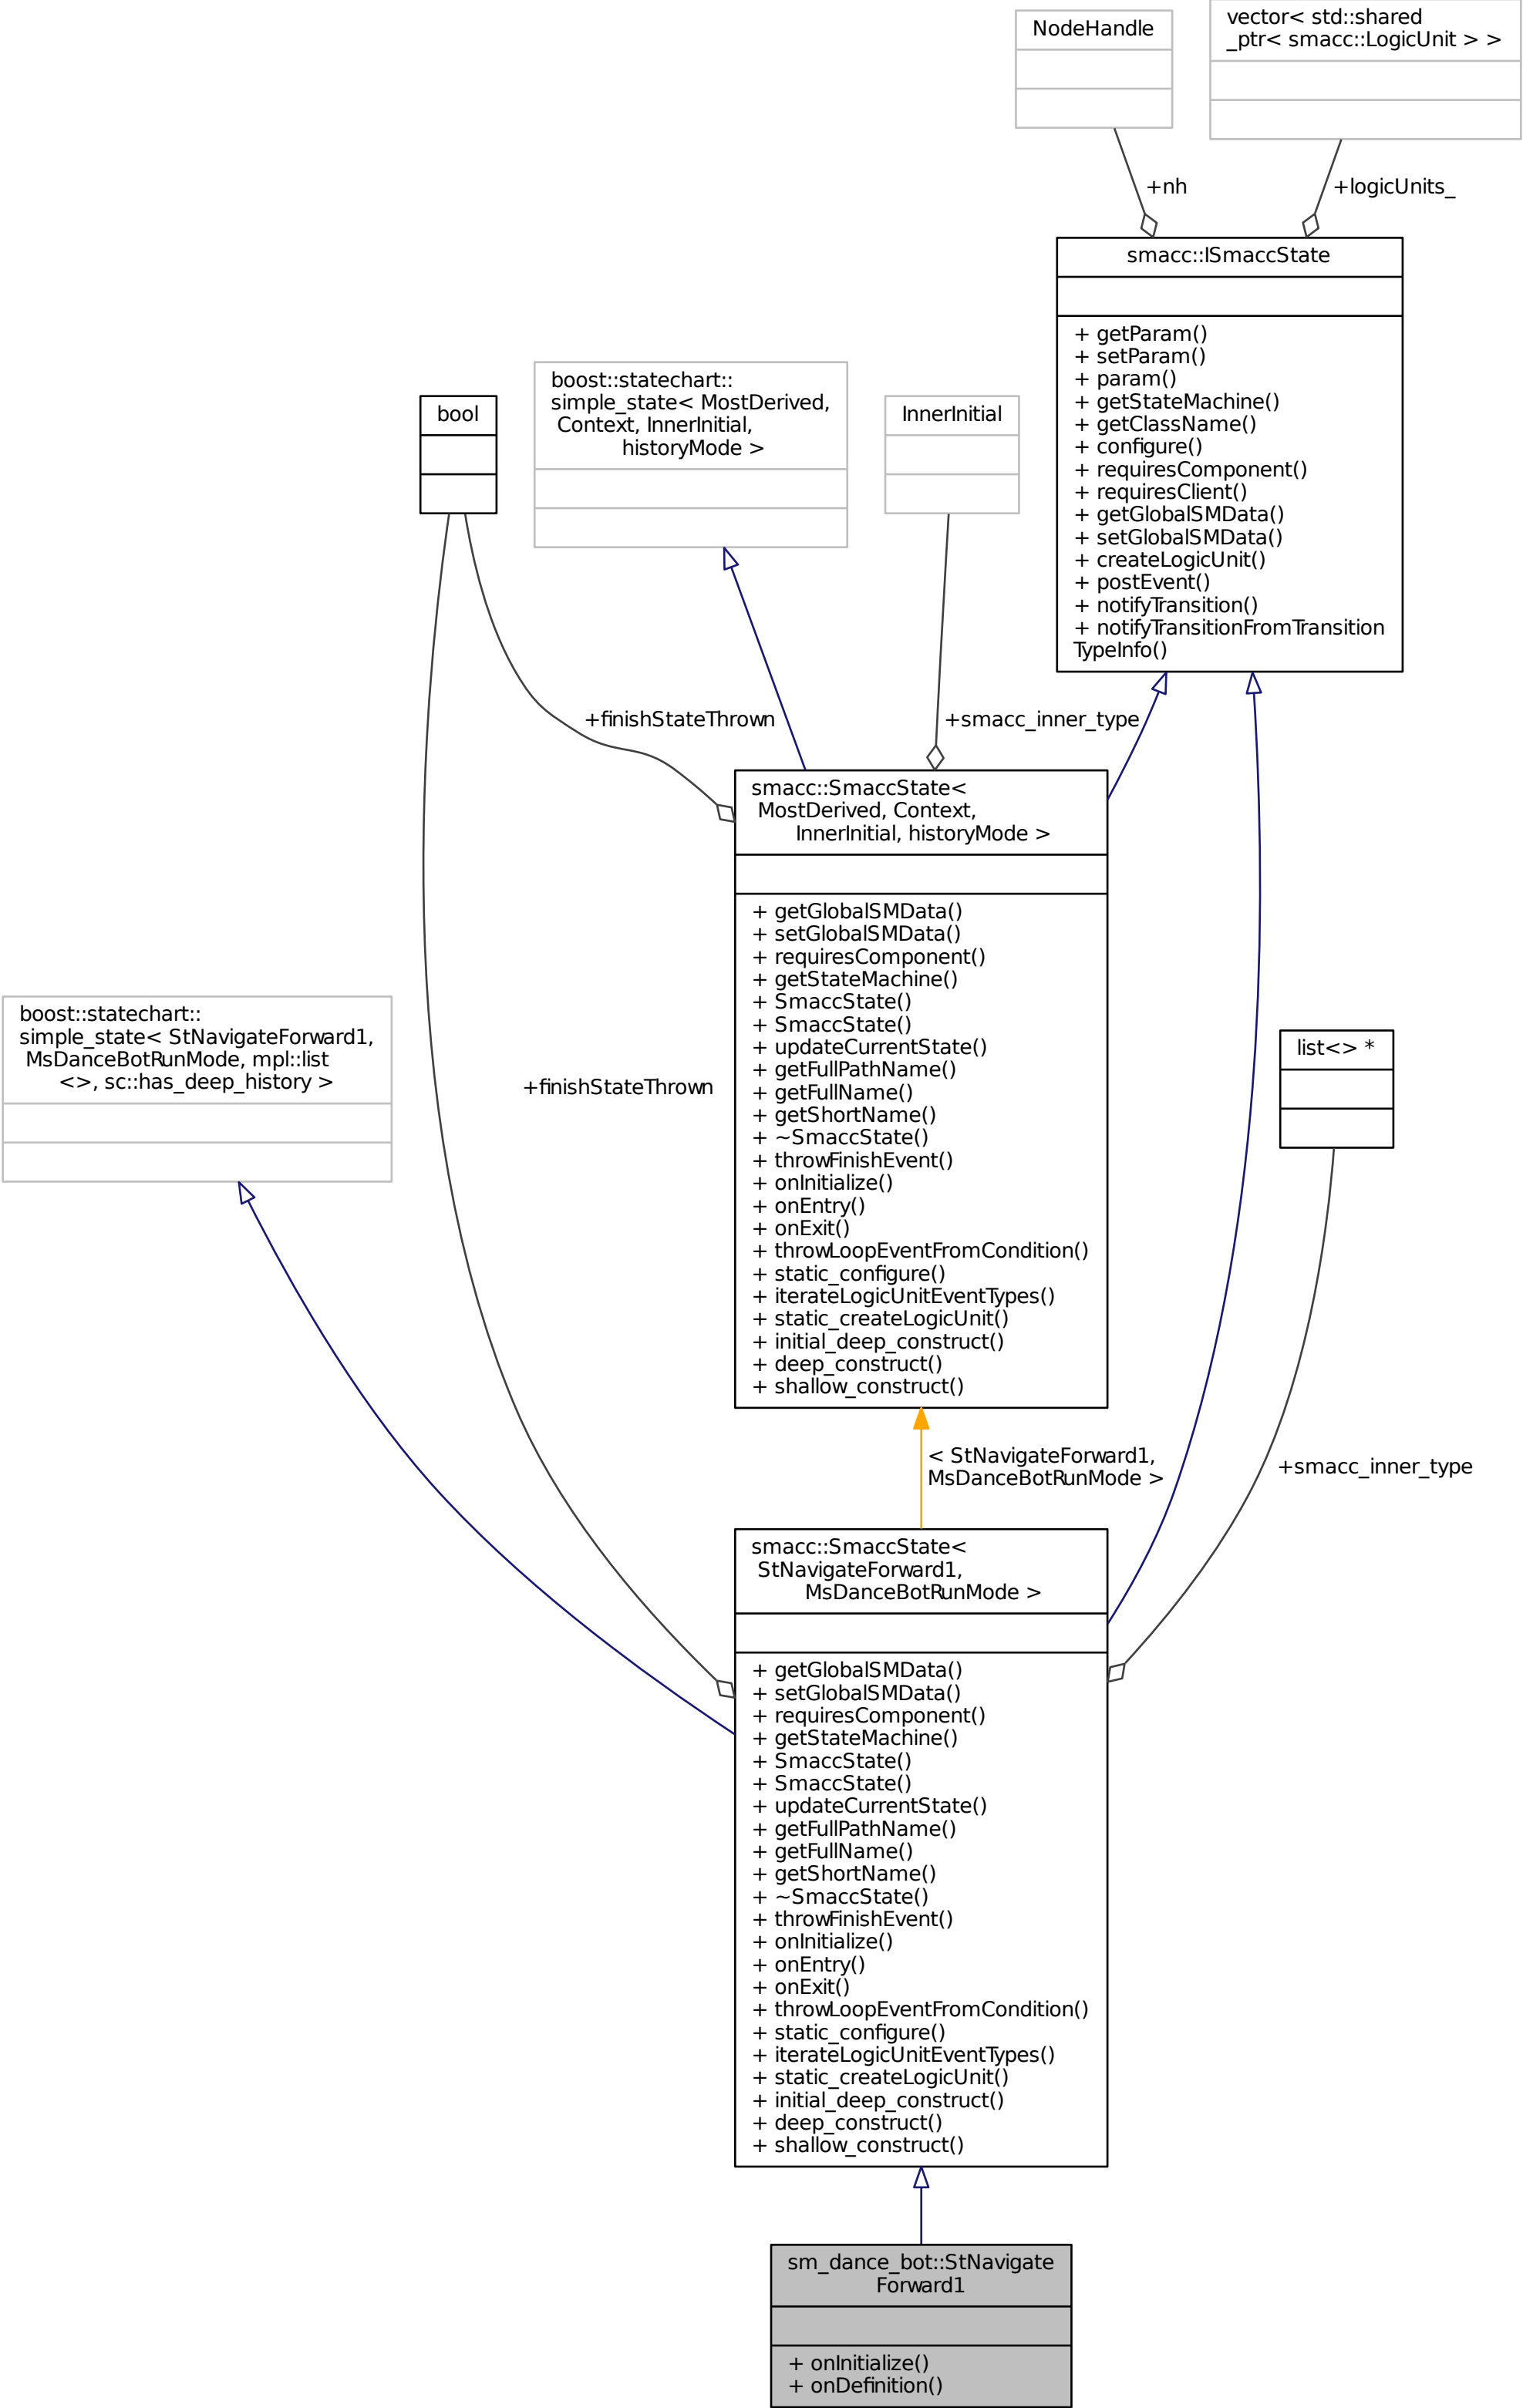 NodeHandle
vector< std::shared
_ptr< smacc::LogicUnit > >
+nh
+logicUnits_
smacc::ISmaccState
+ getParam()
+ setParam()
+ param()
+ getStateMachine()
+ getClassName()
+ configure()
+ requiresComponent()
+ requiresClient()
+ getGlobalSMData()
+ setGlobalSMData()
+ createLogicUnit()
+ postEvent()
+ notifyTransition()
+ notifyTransitionFromTransition
TypeInfo()
bool
boost::statechart::
simple_state< MostDerived,
Context, InnerInitial,
historyMode >
InnerInitial
+finishStateThrown
+smacc_inner_type
smacc::SmaccState<
MostDerived, Context,
InnerInitial, historyMode >
+ getGlobalSMData()
+ setGlobalSMData()
+ requiresComponent()
+ getStateMachine()
+ SmaccState()
+ SmaccState()
+ updateCurrentState()
+ getFullPathName()
+ getFullName()
+ getShortName()
+ ~SmaccState()
+ throwFinishEvent()
+ onInitialize()
+ onEntry()
+ onExit()
+ throwLoopEventFromCondition()
+ static_configure()
+ iterateLogicUnitEventTypes()
+ static_createLogicUnit()
+ initial_deep_construct()
+ deep_construct()
+ shallow_construct()
boost::statechart::
simple_state< StNavigateForward1,
MsDanceBotRunMode, mpl::list
<>, sc::has_deep_history >
+finishStateThrown
list<> *
< StNavigateForward1,
MsDanceBotRunMode >
+smacc_inner_type
smacc::SmaccState<
StNavigateForward1,
MsDanceBotRunMode >
+ getGlobalSMData()
+ setGlobalSMData()
+ requiresComponent()
+ getStateMachine()
+ SmaccState()
+ SmaccState()
+ updateCurrentState()
+ getFullPathName()
+ getFullName()
+ getShortName()
+ ~SmaccState()
+ throwFinishEvent()
+ onInitialize()
+ onEntry()
+ onExit()
+ throwLoopEventFromCondition()
+ static_configure()
+ iterateLogicUnitEventTypes()
+ static_createLogicUnit()
+ initial_deep_construct()
+ deep_construct()
+ shallow_construct()
sm_dance_bot::StNavigate
Forward1
+ onInitialize()
+ onDefinition()